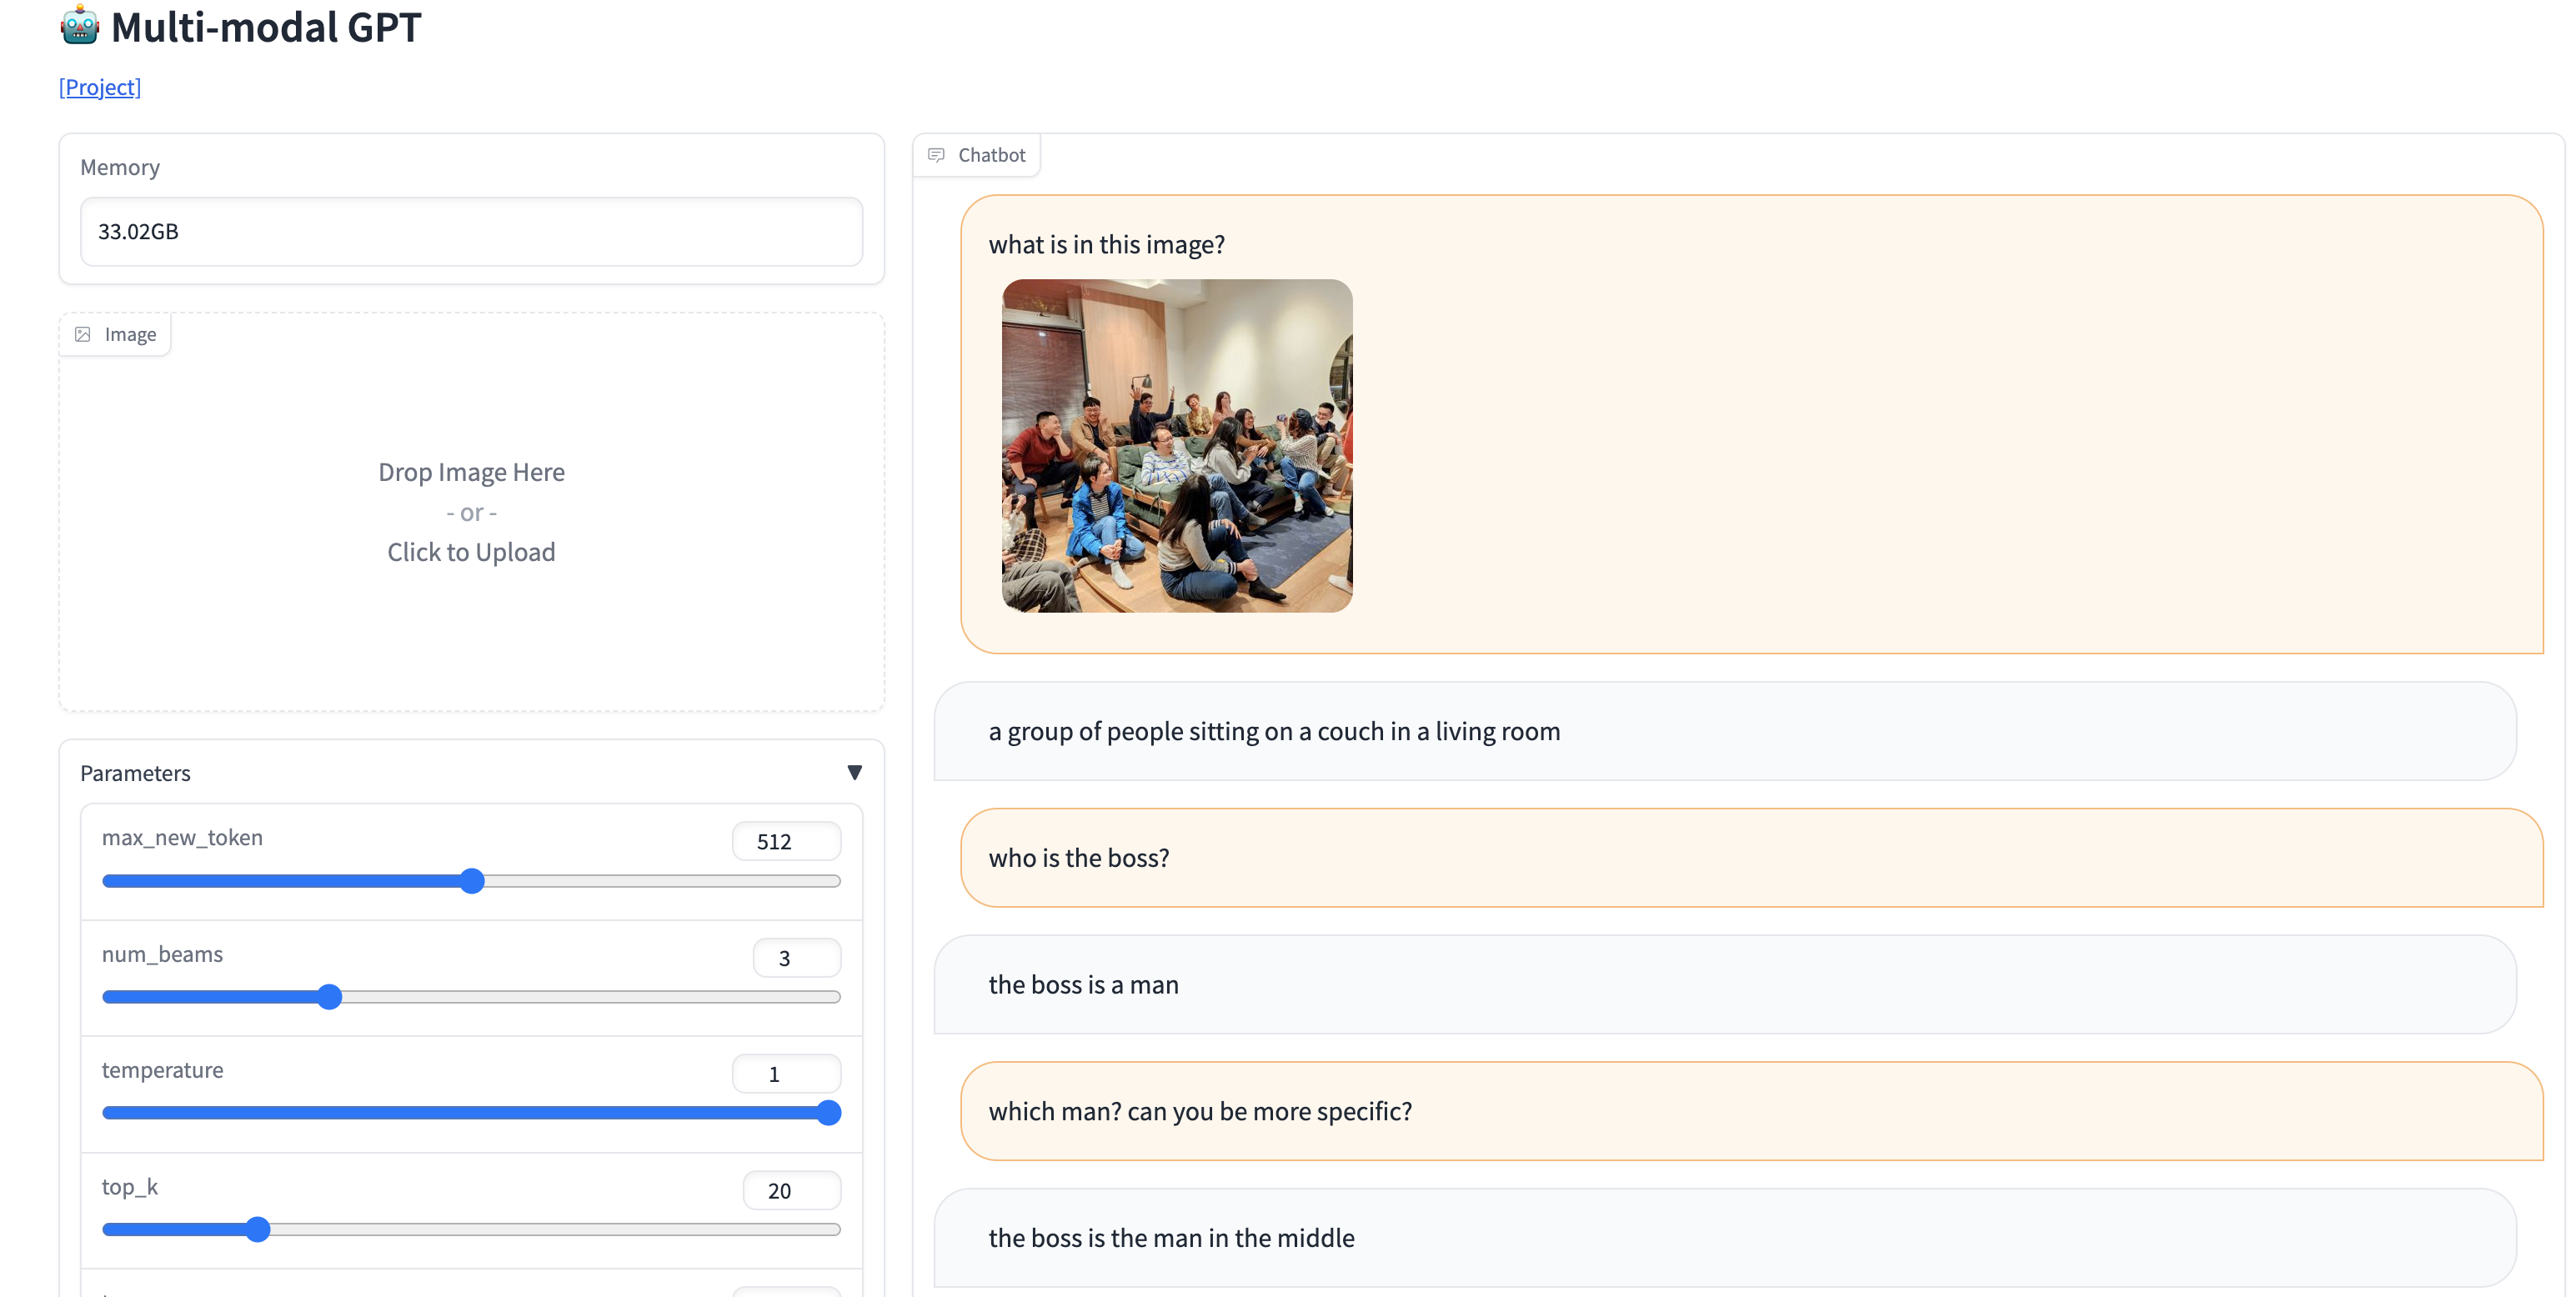 🤖 Multi-modal GPT
[Project]
Memory
33.02GB
Image
Drop Image Here
- or -
Click to Upload
Parameters ▼
max_new_token 512
num_beams 3
temperature 1
top_k 20
Chatbot
what is in this image?
a group of people sitting on a couch in a living room
who is the boss?
the boss is a man
which man? can you be more specific?
the boss is the man in the middle